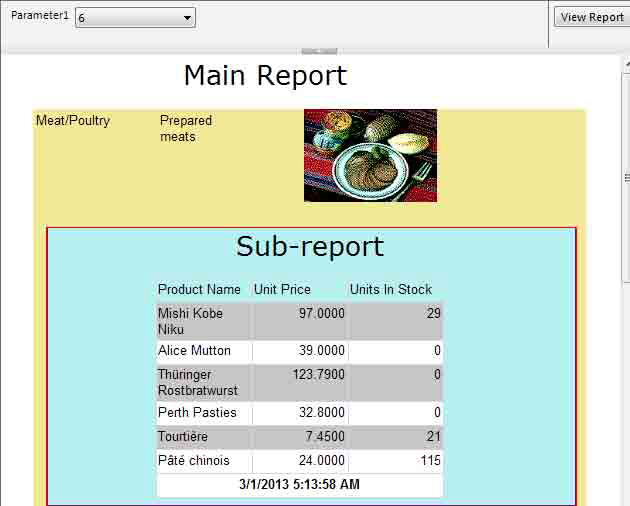 Parameter1 6 View Report
Main Report
Meat/Poultry Prepared
meats
Sub-report
Product Name Unit Price Units In Stock
Mishi Kobe 97.0000 29
Niku
Alice Mutton 39.0000 0
Thüringer 123.7900 0
Rostbratwurst
Perth Pasties 32.8000 0
Tourtière 7.4500 21
Pâté chinois 24.0000 115
3/1/2013 5:13:58 AM